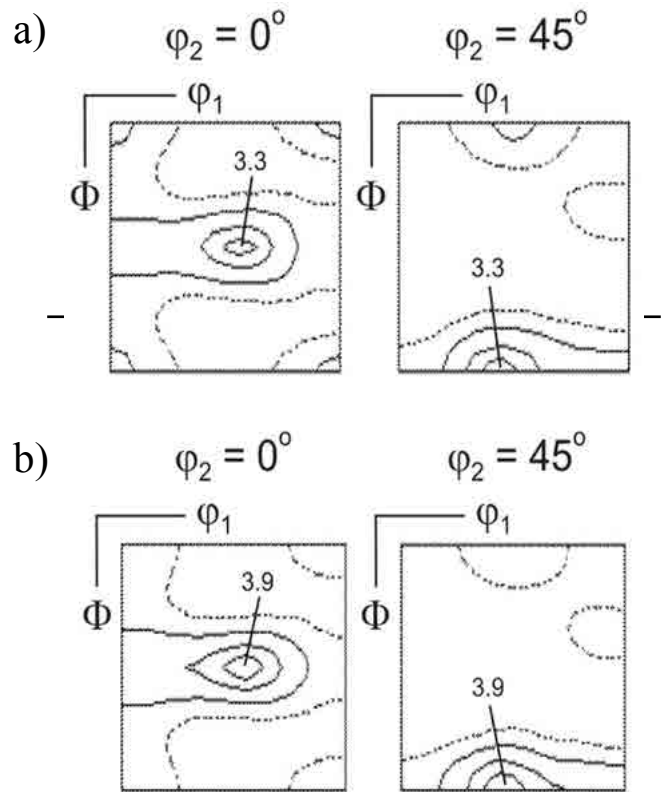 a)
φ₂ = 0° φ₂ = 45°
φ₁ φ₁
Φ 3.3 Φ 3.3
b)
φ₂ = 0° φ₂ = 45°
φ₁ φ₁
Φ 3.9 Φ 3.9